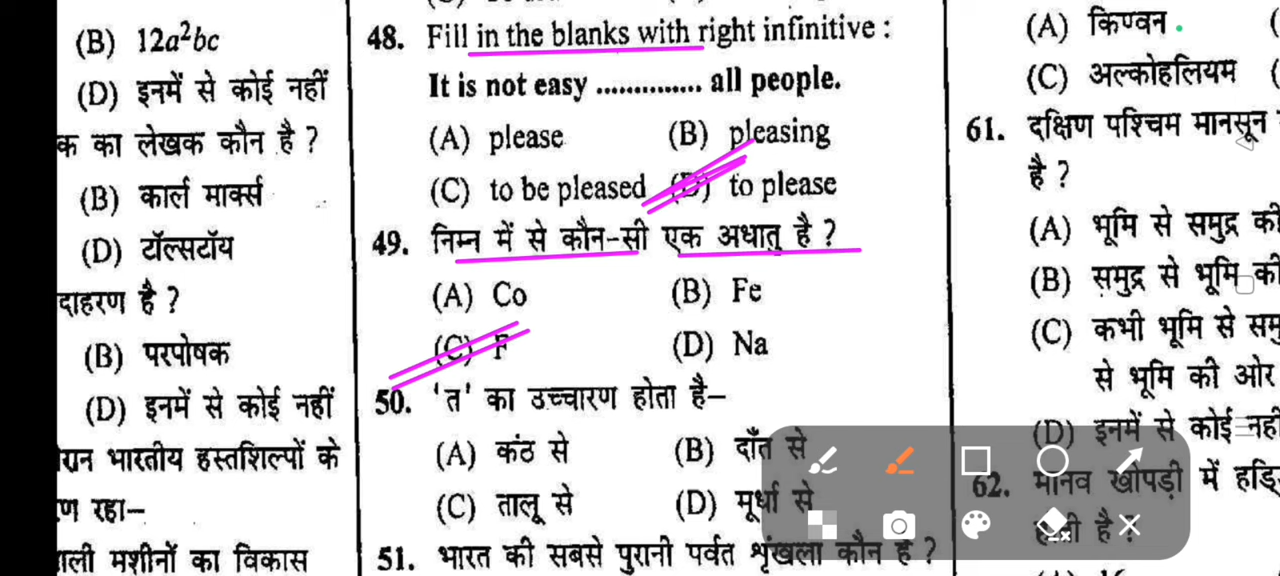 (B) 12a²bc
(D) इनमें से कोई नहीं
क का लेखक कौन है ?
(B) कार्ल मार्क्स
(D) टॉल्सटॉय
दाहरण है ?
(B) परपोषक
(D) इनमें से कोई नहीं
भारतीय हस्तशिल्पों के
ण रहा–
मशीनों का विकास
48. Fill in the blanks with right infinitive :
It is not easy .............. all people.
(A) please (B) pleasing
(C) to be pleased (D) to please
49. निम्न में से कौन-सी एक अधातु है ?
(A) Co (B) Fe
(C) F (D) Na
50. 'त' का उच्चारण होता है–
(A) कंठ से (B) दाँत से
(C) तालू से (D) मूर्धा से
51. भारत की सबसे पुरानी पर्वत शृंखला कौन है ?
(A) किण्वन
(C) अल्कोहलियम
61. दक्षिण पश्चिम मानसून
है ?
(A) भूमि से समुद्र की
(B) समुद्र से भूमि की
(C) कभी भूमि से समु
से भूमि की ओर
(D) इनमें से कोई नहीं
62. मानव खोपड़ी में
है ?